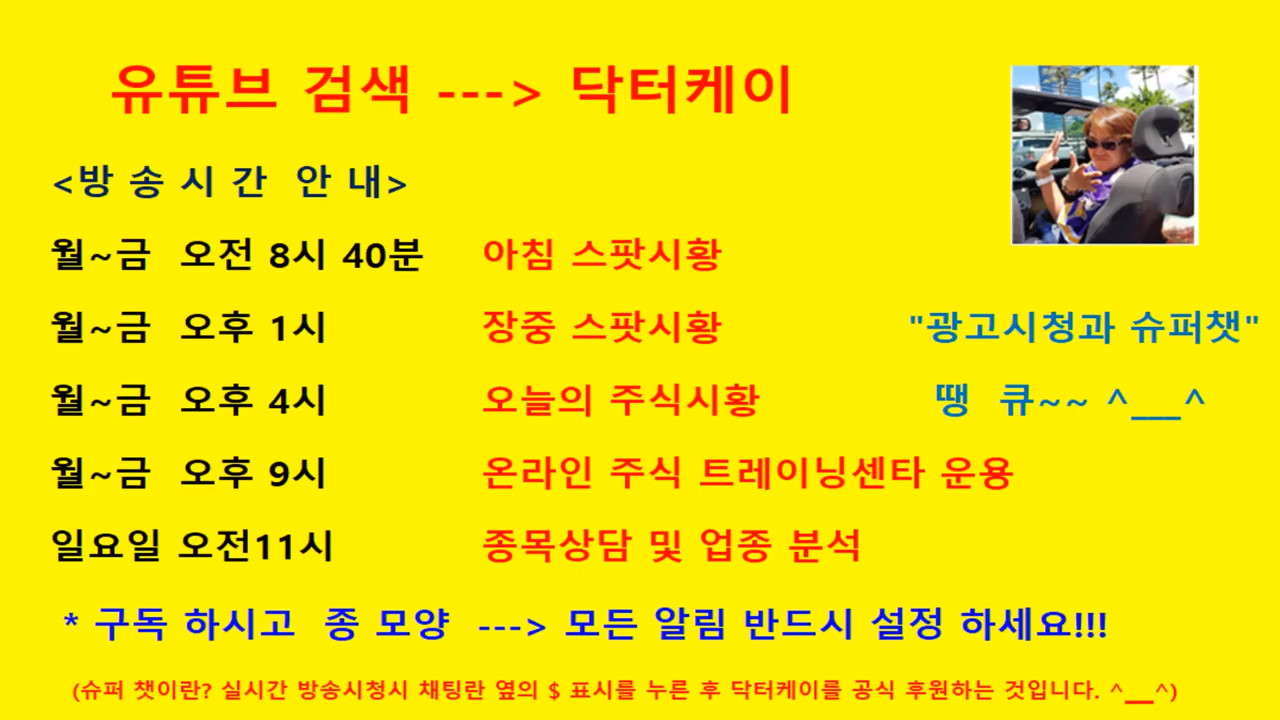 유튜브 검색 ---> 닥터케이
<방 송 시 간 안 내>
월~금 오전 8시 40분 아침 스팟시황
월~금 오후 1시 장중 스팟시황 "광고시청과 슈퍼챗"
월~금 오후 4시 오늘의 주식시황 땡 큐~~ ^___^
월~금 오후 9시 온라인 주식 트레이닝센타 운용
일요일 오전11시 종목상담 및 업종 분석
* 구독 하시고 종 모양 ---> 모든 알림 반드시 설정 하세요!!!
(슈퍼 챗이란? 실시간 방송시청시 채팅란 옆의 $ 표시를 누른 후 닥터케이를 공식 후원하는 것입니다. ^__^)